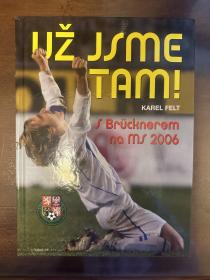 UŽ JSME
TAM!
KAREL FELT
S Brücknerem
na MS 2006